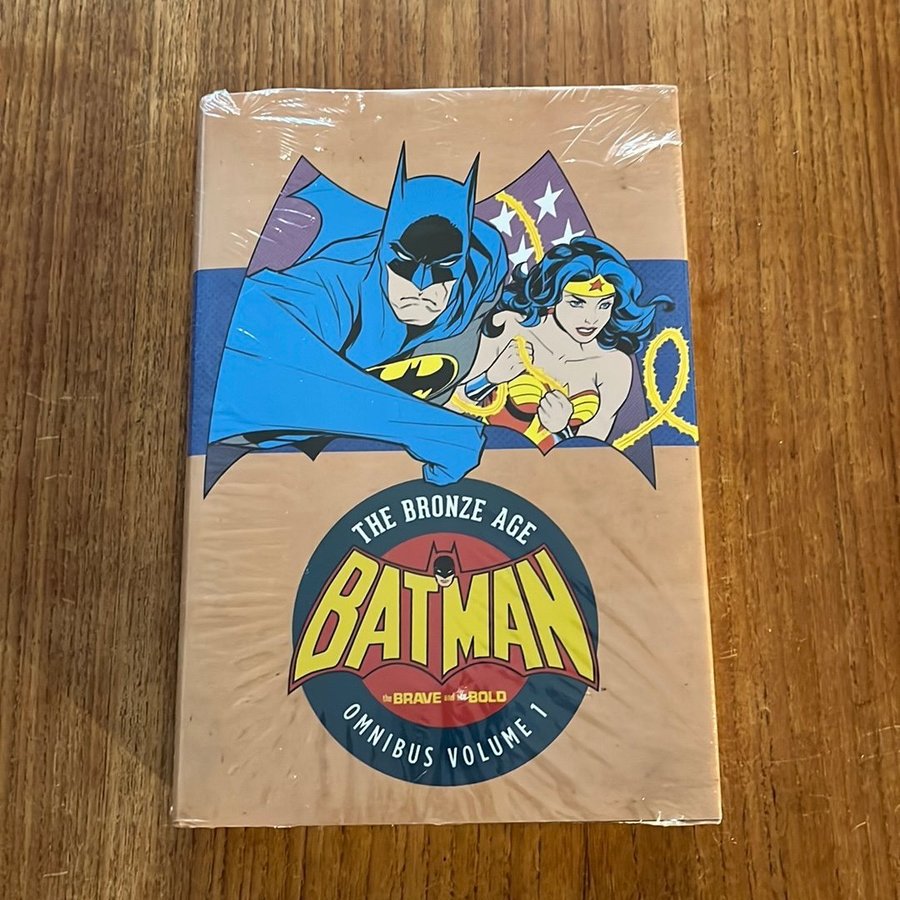 THE BRONZE AGE
BATMAN
the BRAVE and the BOLD
OMNIBUS VOLUME 1